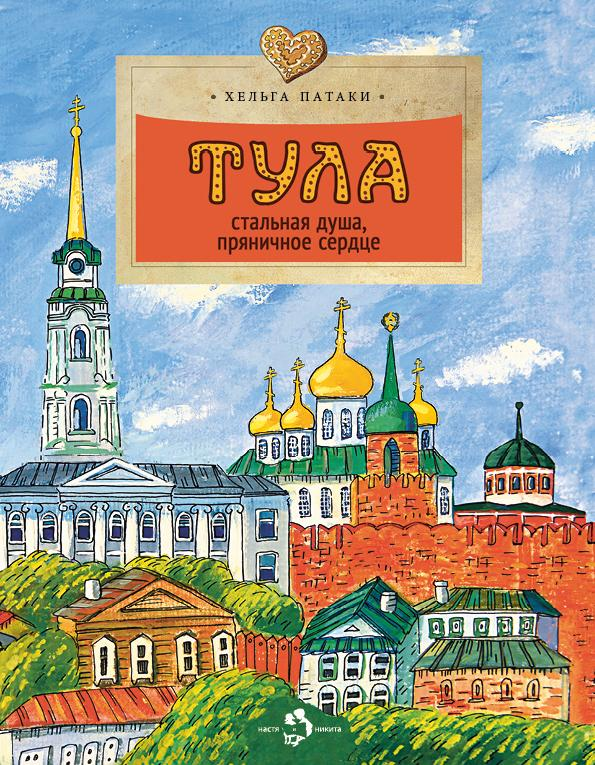 ХЕЛЬГА ПАТАКИ
ТУЛА
стальная душа,
пряничное сердце
настя и никита